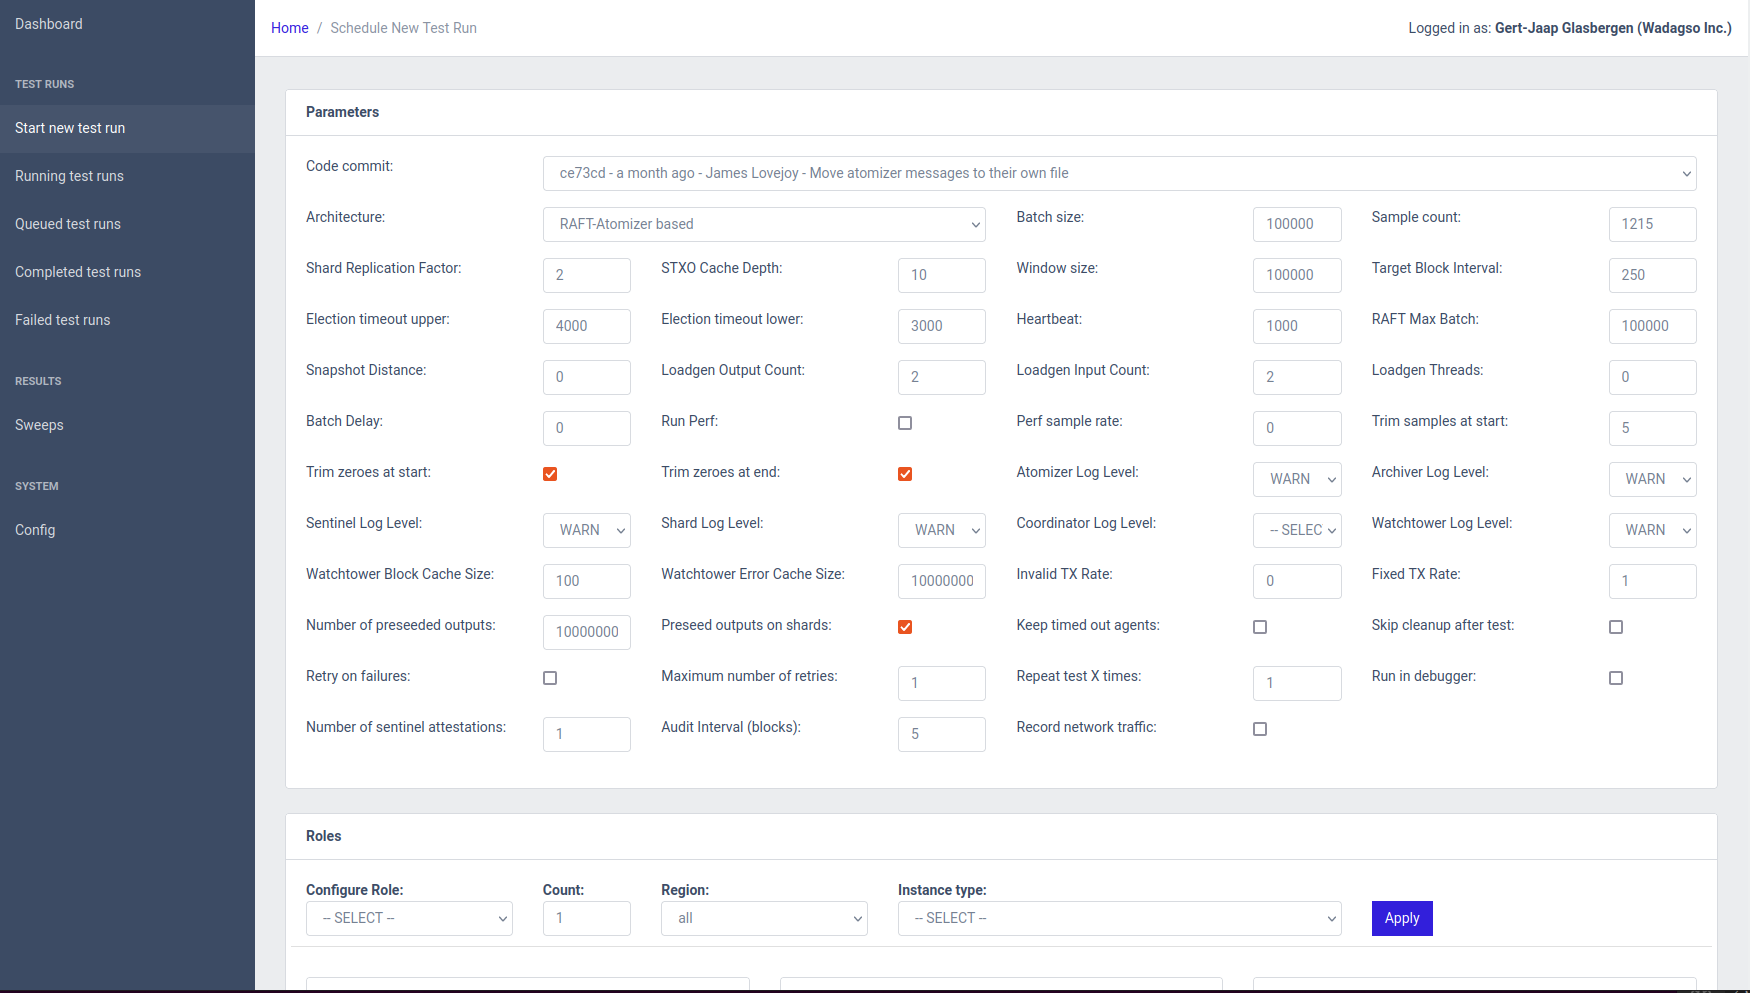 Dashboard
TEST RUNS
Start new test run
Running test runs
Queued test runs
Completed test runs
Failed test runs
RESULTS
Sweeps
SYSTEM
Config
Home / Schedule New Test Run
Logged in as: Gert-Jaap Glasbergen (Wadagso Inc.)
Parameters
Code commit: ce73cd - a month ago - James Lovejoy - Move atomizer messages to their own file
Architecture: RAFT-Atomizer based Batch size: 100000 Sample count: 1215
Shard Replication Factor: 2 STXO Cache Depth: 10 Window size: 100000 Target Block Interval: 250
Election timeout upper: 4000 Election timeout lower: 3000 Heartbeat: 1000 RAFT Max Batch: 100000
Snapshot Distance: 0 Loadgen Output Count: 2 Loadgen Input Count: 2 Loadgen Threads: 0
Batch Delay: 0 Run Perf: Perf sample rate: 0 Trim samples at start: 5
Trim zeroes at start: Trim zeroes at end: Atomizer Log Level: WARN Archiver Log Level: WARN
Sentinel Log Level: WARN Shard Log Level: WARN Coordinator Log Level: -- SELEC Watchtower Log Level: WARN
Watchtower Block Cache Size: 100 Watchtower Error Cache Size: 10000000 Invalid TX Rate: 0 Fixed TX Rate: 1
Number of preseeded outputs: 10000000 Preseed outputs on shards: Keep timed out agents: Skip cleanup after test:
Retry on failures: Maximum number of retries: 1 Repeat test X times: 1 Run in debugger:
Number of sentinel attestations: 1 Audit Interval (blocks): 5 Record network traffic:
Roles
Configure Role: Count: Region: Instance type:
-- SELECT -- 1 all -- SELECT -- Apply